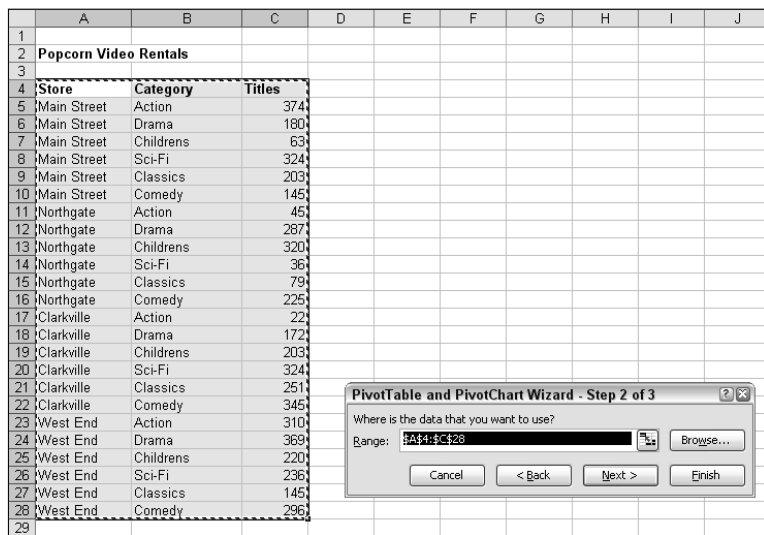 A B C D E F G H I J
1
2 Popcorn Video Rentals
3
4 Store Category Titles
5 Main Street Action 374
6 Main Street Drama 180
7 Main Street Childrens 63
8 Main Street Sci-Fi 324
9 Main Street Classics 203
10 Main Street Comedy 145
11 Northgate Action 45
12 Northgate Drama 287
13 Northgate Childrens 320
14 Northgate Sci-Fi 36
15 Northgate Classics 79
16 Northgate Comedy 225
17 Clarkville Action 22
18 Clarkville Drama 172
19 Clarkville Childrens 203
20 Clarkville Sci-Fi 324
21 Clarkville Classics 251
22 Clarkville Comedy 345
23 West End Action 310
24 West End Drama 369
25 West End Childrens 220
26 West End Sci-Fi 236
27 West End Classics 145
28 West End Comedy 296
29
PivotTable and PivotChart Wizard - Step 2 of 3
Where is the data that you want to use?
Range: $A$4:$C$28 Browse...
Cancel < Back Next > Finish